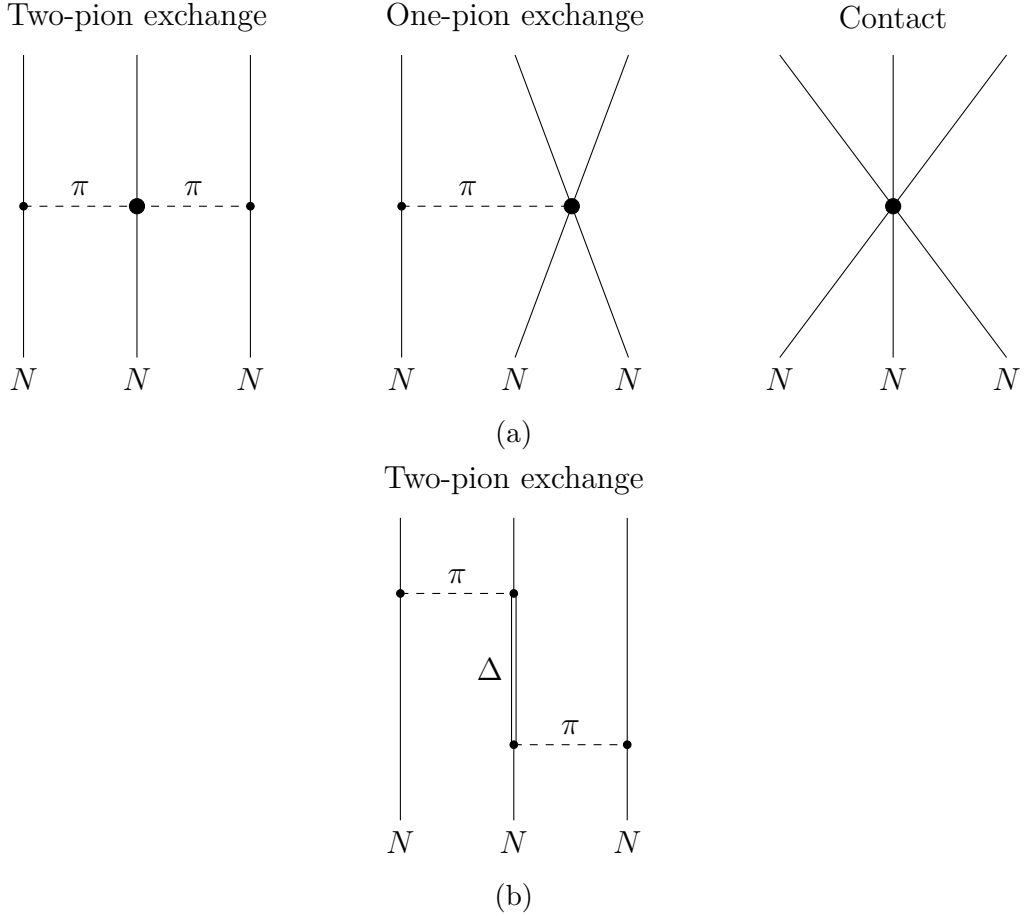 Two-pion exchange One-pion exchange Contact
π π π
N N N N N N N N
(a)
Two-pion exchange
π
Δ
π
N N N
(b)